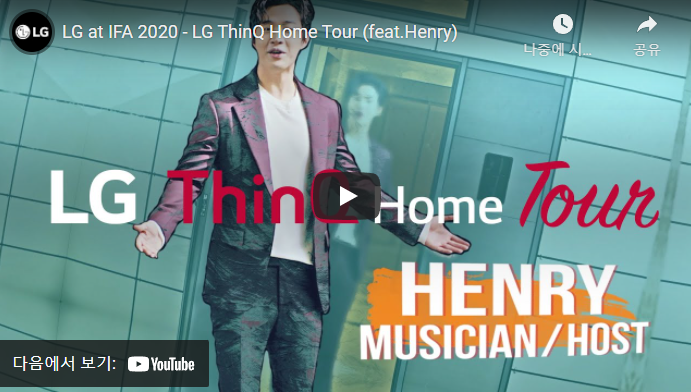 LG
LG at IFA 2020 - LG ThinQ Home Tour (feat.Henry)
나중에 시...
공유
LG ThinQ Home Tour
HENRY
MUSICIAN/HOST
다음에서 보기: YouTube